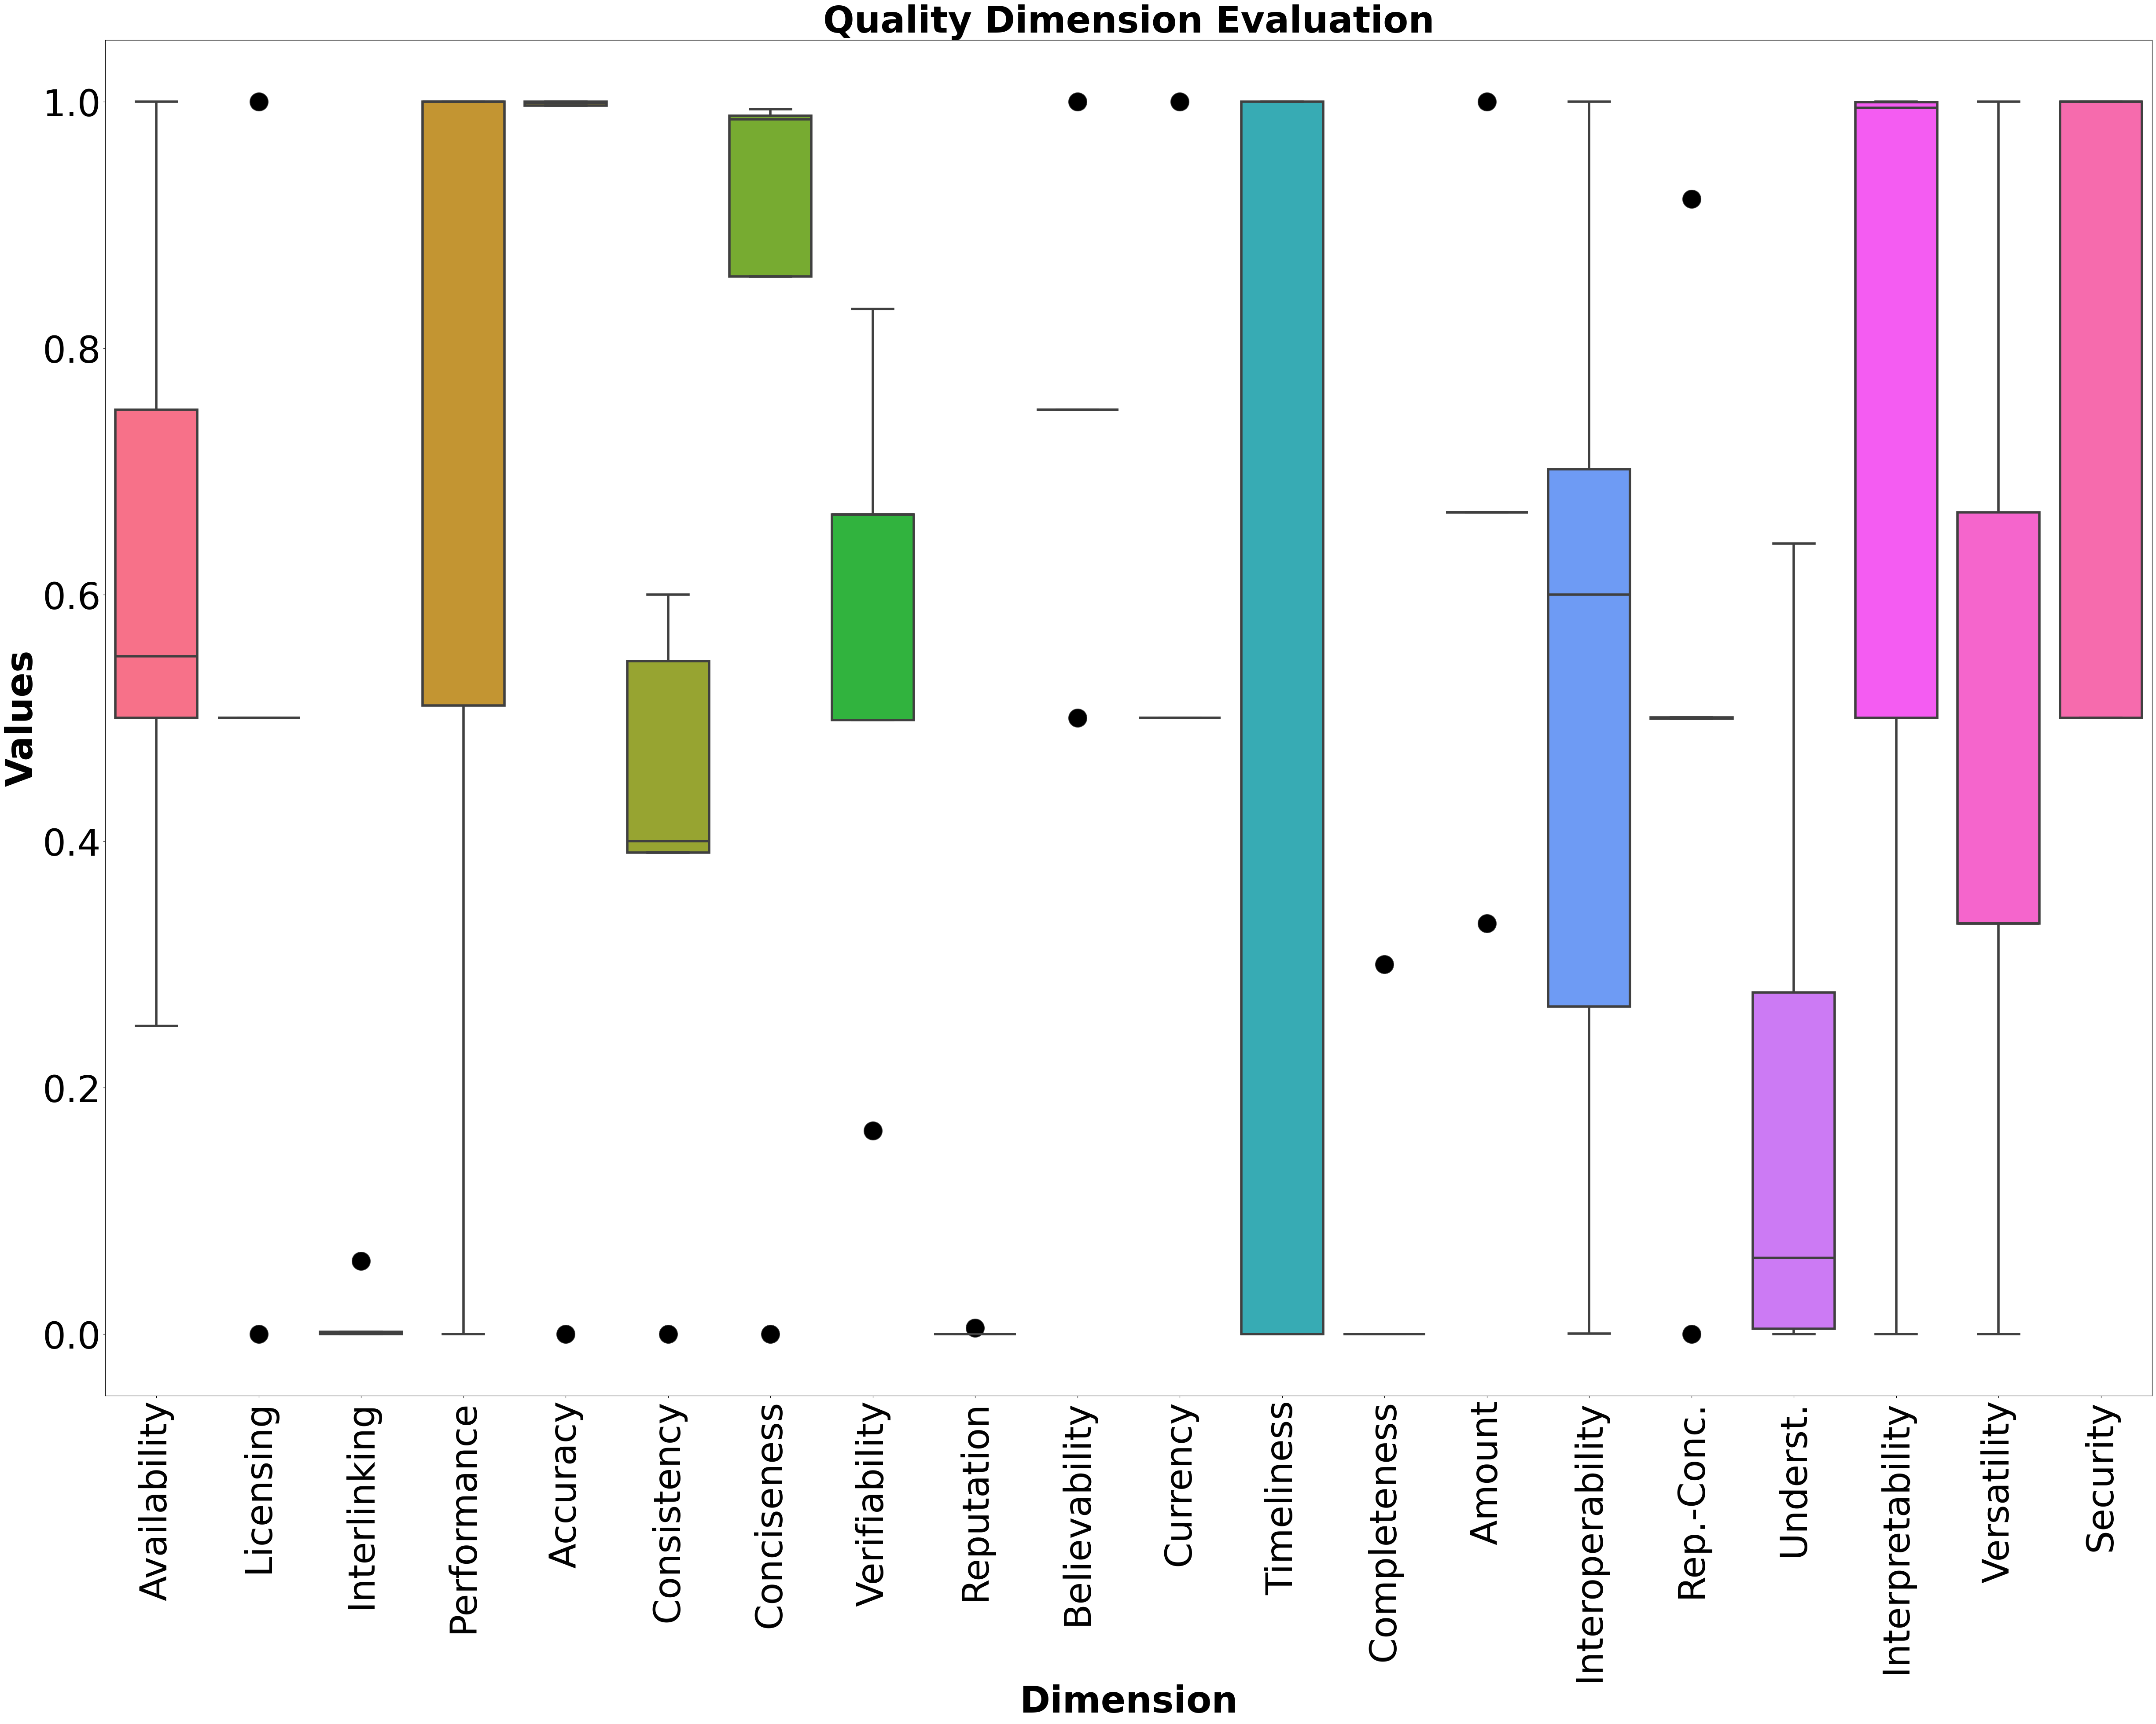 Quality Dimension Evaluation
1.0
0.8
0.6
0.4
0.2
0.0
Values
Availability
Licensing
Interlinking
Performance
Accuracy
Consistency
Conciseness
Verifiability
Reputation
Believability
Currency
Timeliness
Completeness
Amount
Interoperability
Rep.-Conc.
Underst.
Interpretability
Versatility
Security
Dimension